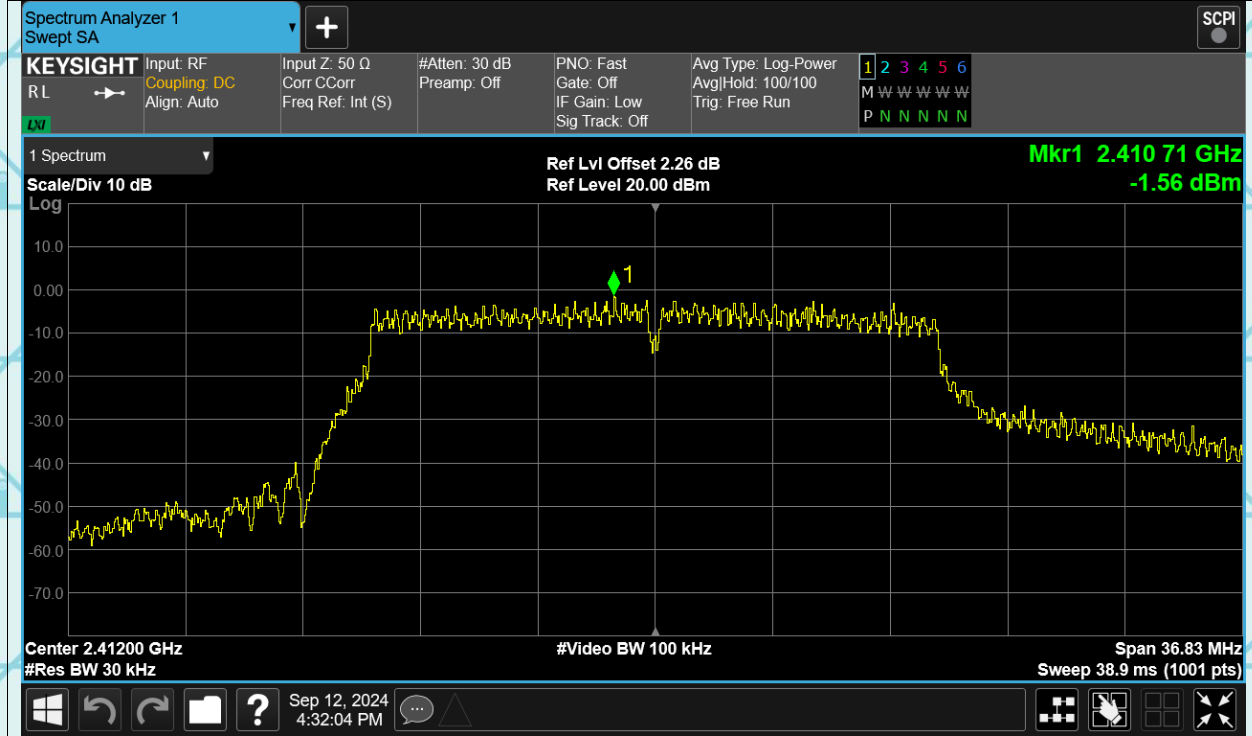 Spectrum Analyzer 1
Swept SA
SCPI
KEYSIGHT
R L
LXI
Input: RF
Coupling: DC
Align: Auto
Input Z: 50 Ω
Corr CCorr
Freq Ref: Int (S)
#Atten: 30 dB
Preamp: Off
PNO: Fast
Gate: Off
IF Gain: Low
Sig Track: Off
Avg Type: Log-Power
Avg|Hold: 100/100
Trig: Free Run
1 2 3 4 5 6
M W W W W W W
P N N N N N
1 Spectrum
Scale/Div 10 dB
Log
Ref Lvl Offset 2.26 dB
Ref Level 20.00 dBm
Mkr1 2.410 71 GHz
-1.56 dBm
10.0
0.00
-10.0
-20.0
-30.0
-40.0
-50.0
-60.0
-70.0
1
Center 2.41200 GHz
#Res BW 30 kHz
#Video BW 100 kHz
Span 36.83 MHz
Sweep 38.9 ms (1001 pts)
?
Sep 12, 2024
4:32:04 PM